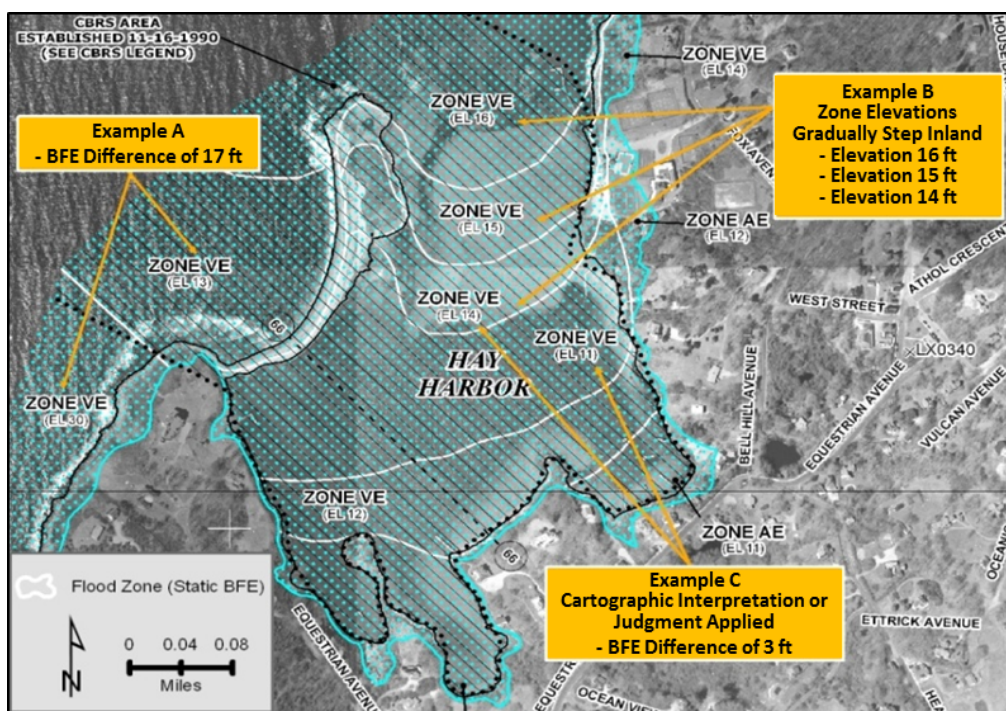 CBRS AREA
ESTABLISHED 11-16-1990
(SEE CBRS LEGEND)
ZONE VE
(EL 14)
ZONE VE
(EL 16)
Example A
- BFE Difference of 17 ft
Example B
Zone Elevations
Gradually Step Inland
- Elevation 16 ft
- Elevation 15 ft
- Elevation 14 ft
ZONE VE
(EL 15)
ZONE AE
(EL 12)
ZONE VE
(EL 13)
ATHOL CRESCENT
WEST STREET
ZONE VE
(EL 14)
ZONE VE
(EL 11)
66
HAY
HARBOR
LX0340
ZONE VE
(EL 30)
BELL HILL AVENUE
EQUESTRIAN AVENUE
VULCAN AVENUE
ZONE VE
(EL 12)
ZONE AE
(EL 11)
66
Flood Zone (Static BFE)
N
0 0.04 0.08
Miles
EQUESTRIAN AVENUE
Example C
Cartographic Interpretation or
Judgment Applied
- BFE Difference of 3 ft
ETTRICK AVENUE